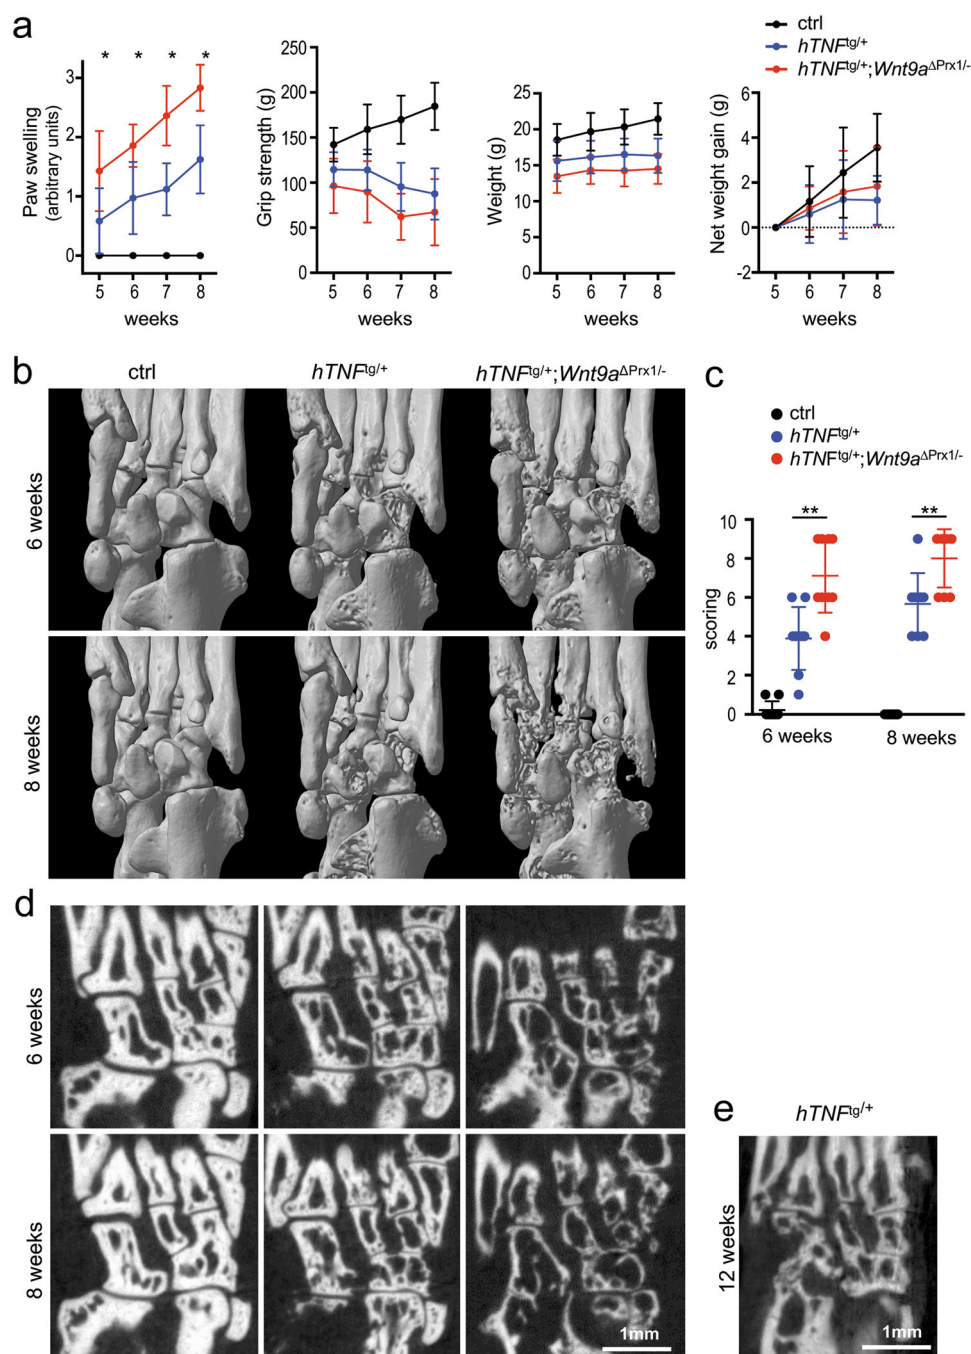 a
ctrl
hTNFtg/+
hTNFtg/+;Wnt9aΔPrx1/-
* * * *
Paw swelling
(arbitrary units)
3
2
1
0
5 6 7 8
weeks
Grip strength (g)
250
200
150
100
50
0
5 6 7 8
weeks
Weight (g)
25
20
15
10
5
0
5 6 7 8
weeks
Net weight gain (g)
6
4
2
0
-2
5 6 7 8
weeks
b
ctrl
hTNFtg/+
hTNFtg/+;Wnt9aΔPrx1/-
6 weeks
8 weeks
c
ctrl
hTNFtg/+
hTNFtg/+;Wnt9aΔPrx1/-
** **
scoring
10
8
6
4
2
0
6 weeks
8 weeks
d
6 weeks
8 weeks
1mm
e
hTNFtg/+
12 weeks
1mm